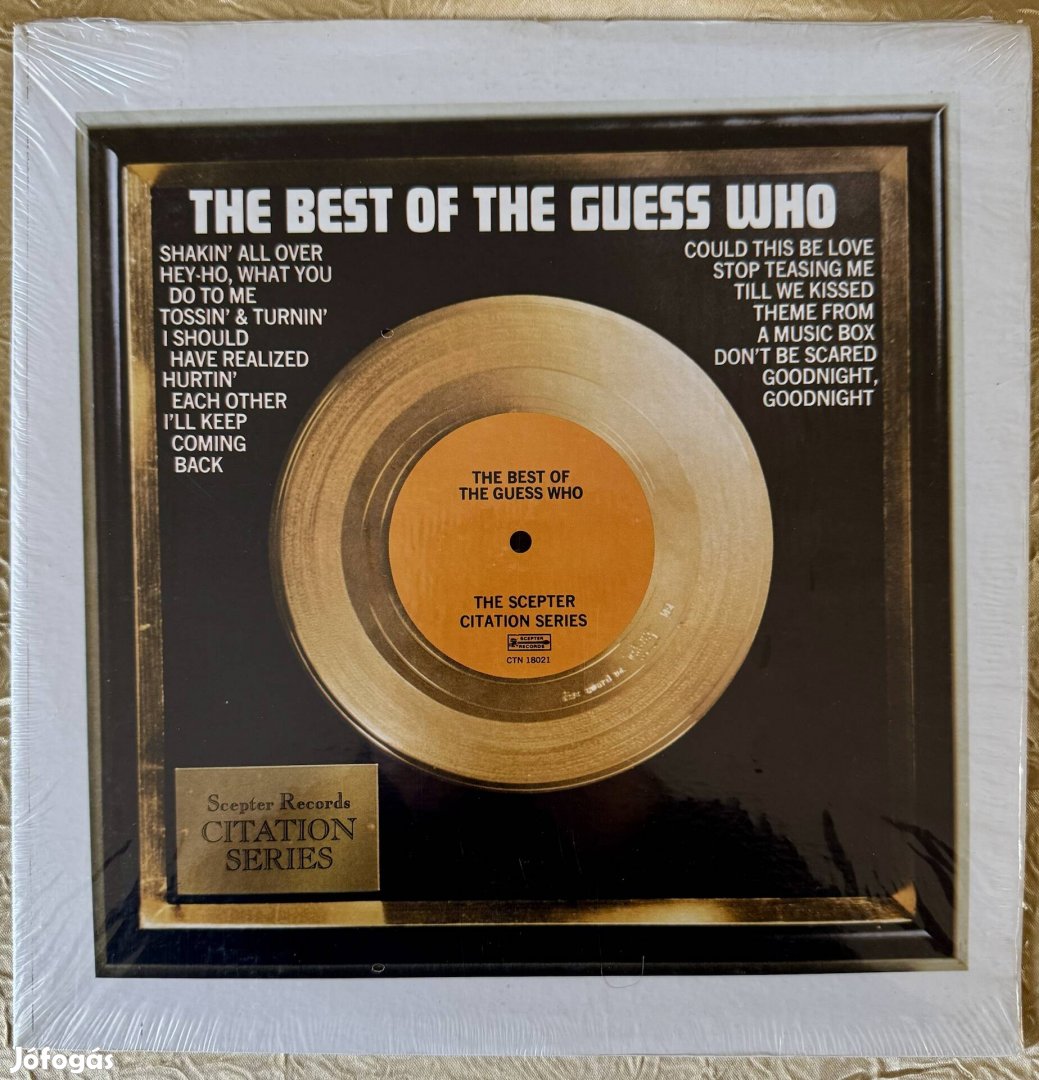 THE BEST OF THE GUESS WHO
SHAKIN' ALL OVER
HEY-HO, WHAT YOU
DO TO ME
TOSSIN' & TURNIN'
I SHOULD
HAVE REALIZED
HURTIN'
EACH OTHER
I'LL KEEP
COMING
BACK
COULD THIS BE LOVE
STOP TEASING ME
TILL WE KISSED
THEME FROM
A MUSIC BOX
DON'T BE SCARED
GOODNIGHT,
GOODNIGHT
THE BEST OF
THE GUESS WHO
THE SCEPTER
CITATION SERIES
SCEPTER
RECORDS
CTN 18021
Scepter Records
CITATION
SERIES
Jófogás